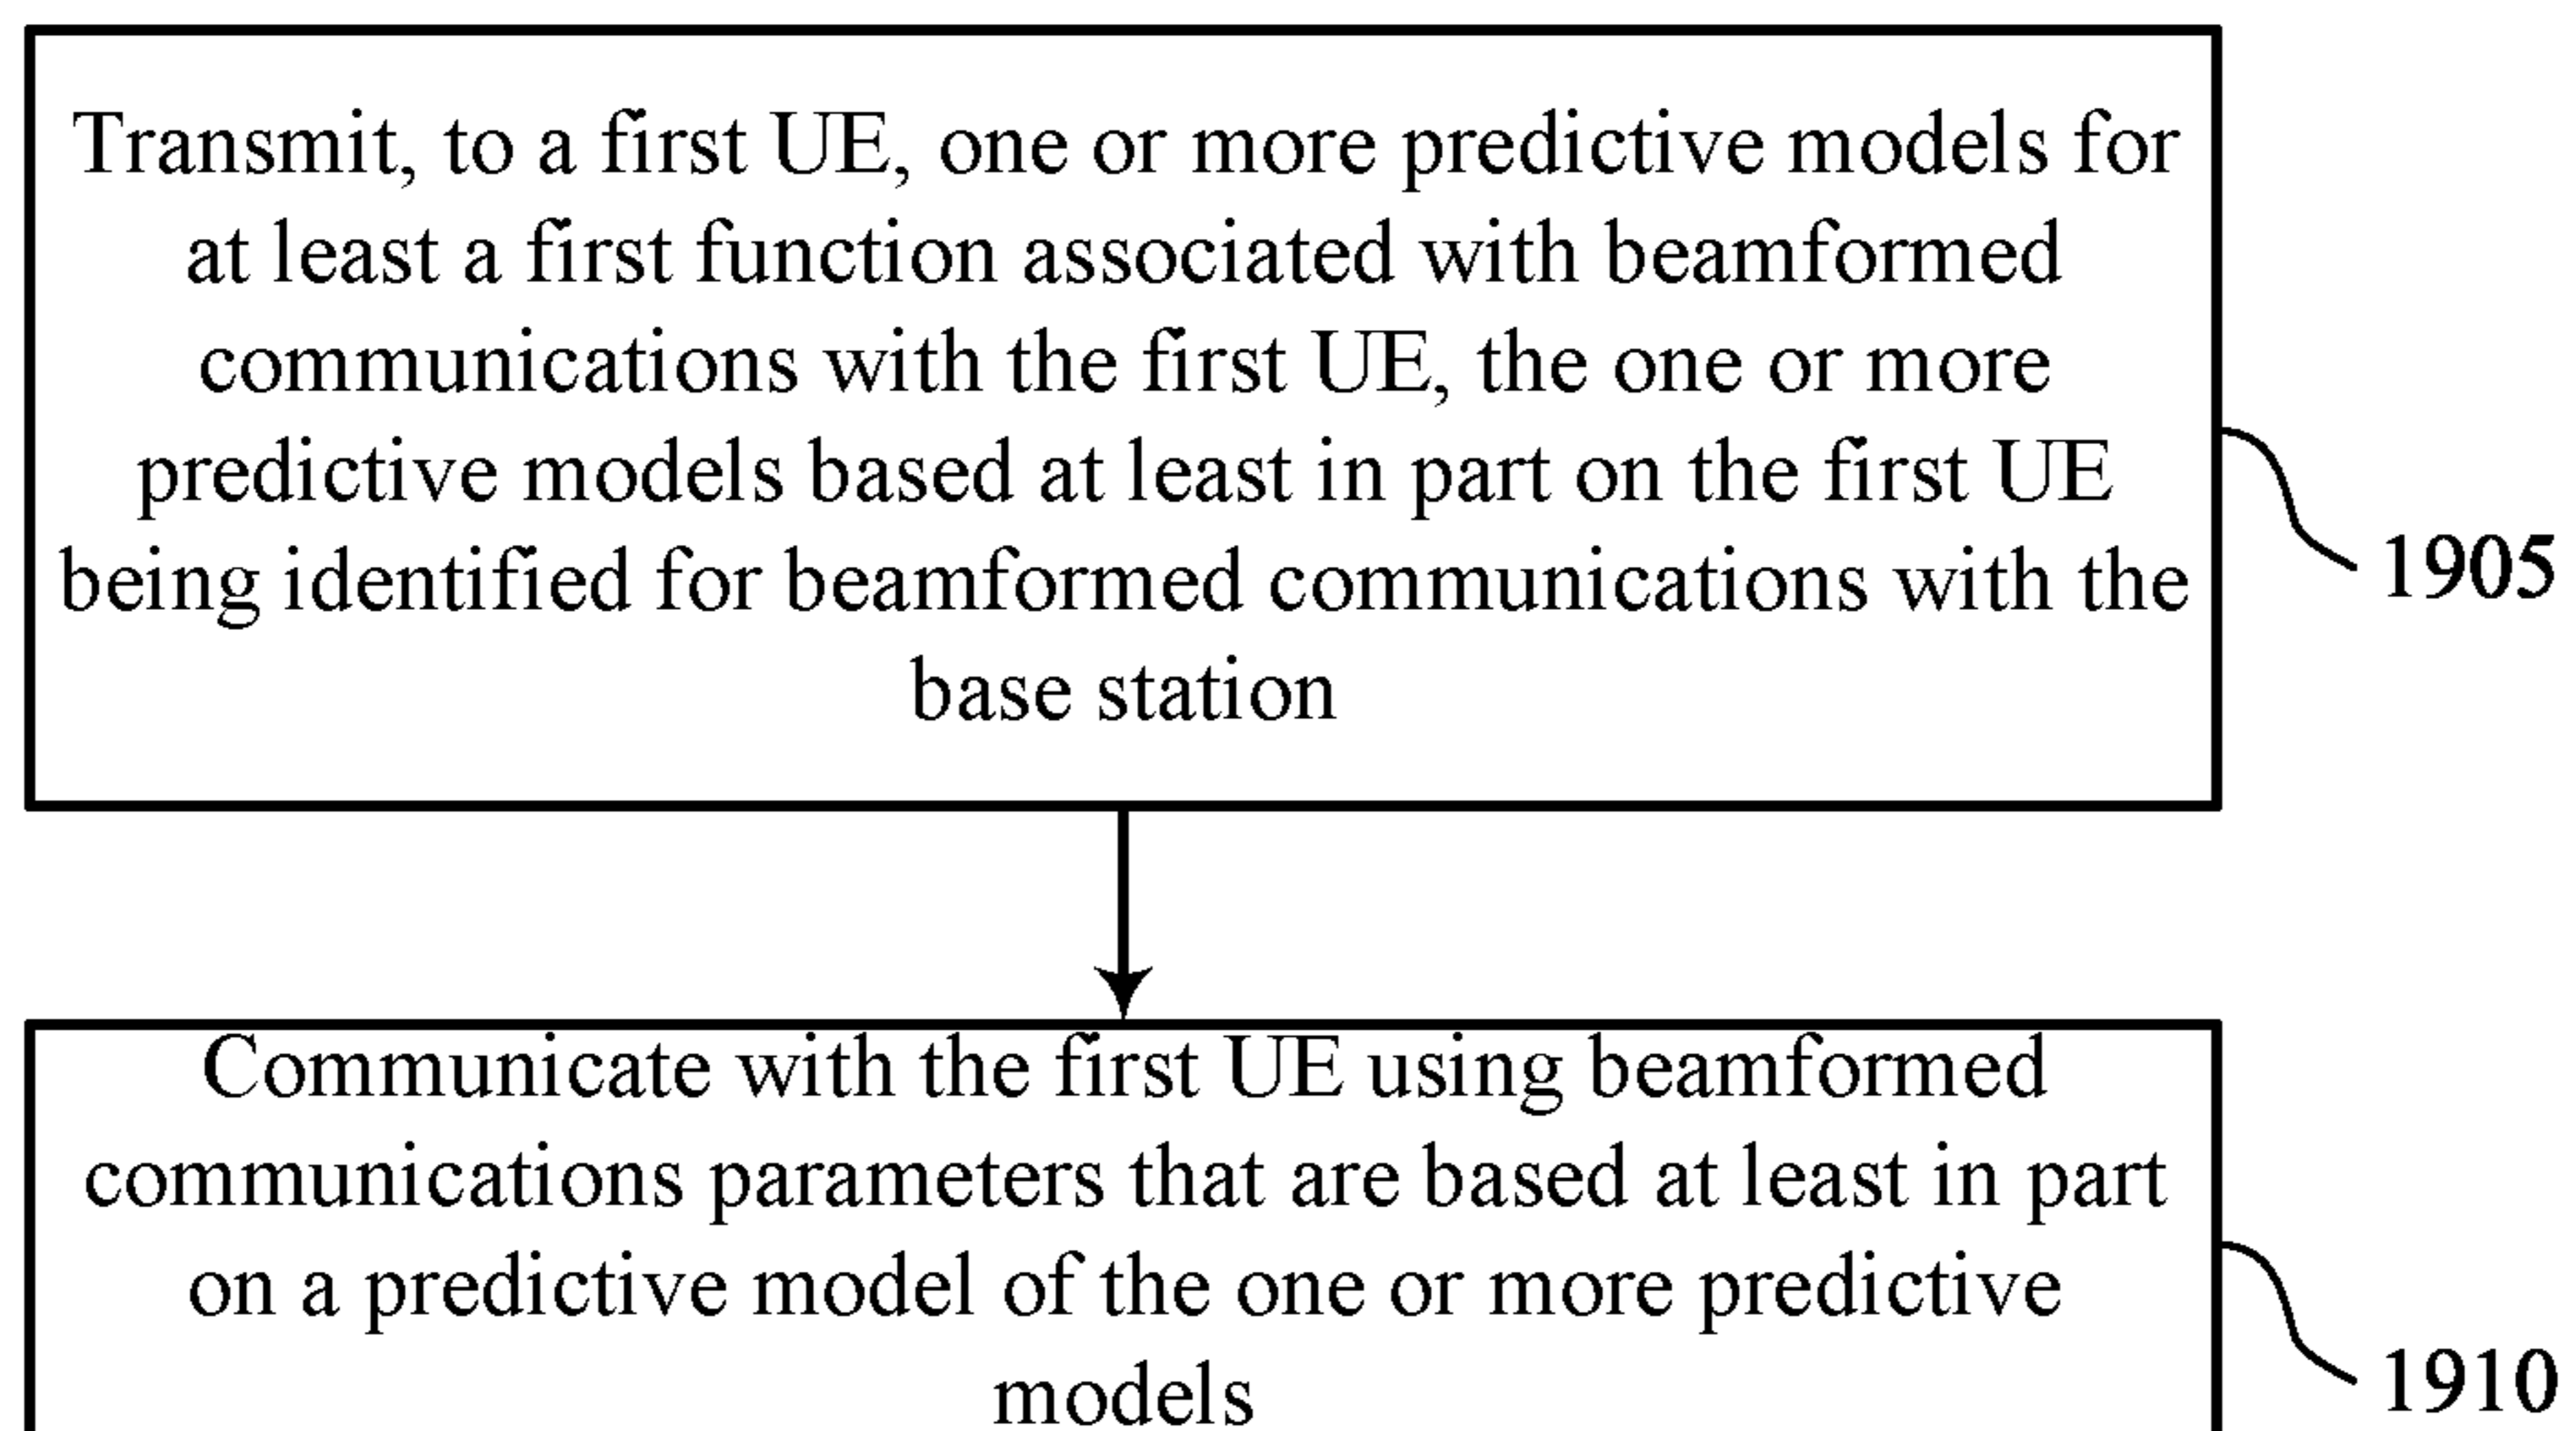 Transmit, to a first UE, one or more predictive models for
at least a first function associated with beamformed
communications with the first UE, the one or more
predictive models based at least in part on the first UE
being identified for beamformed communications with the
base station
1905
Communicate with the first UE using beamformed
communications parameters that are based at least in part
on a predictive model of the one or more predictive
models
1910